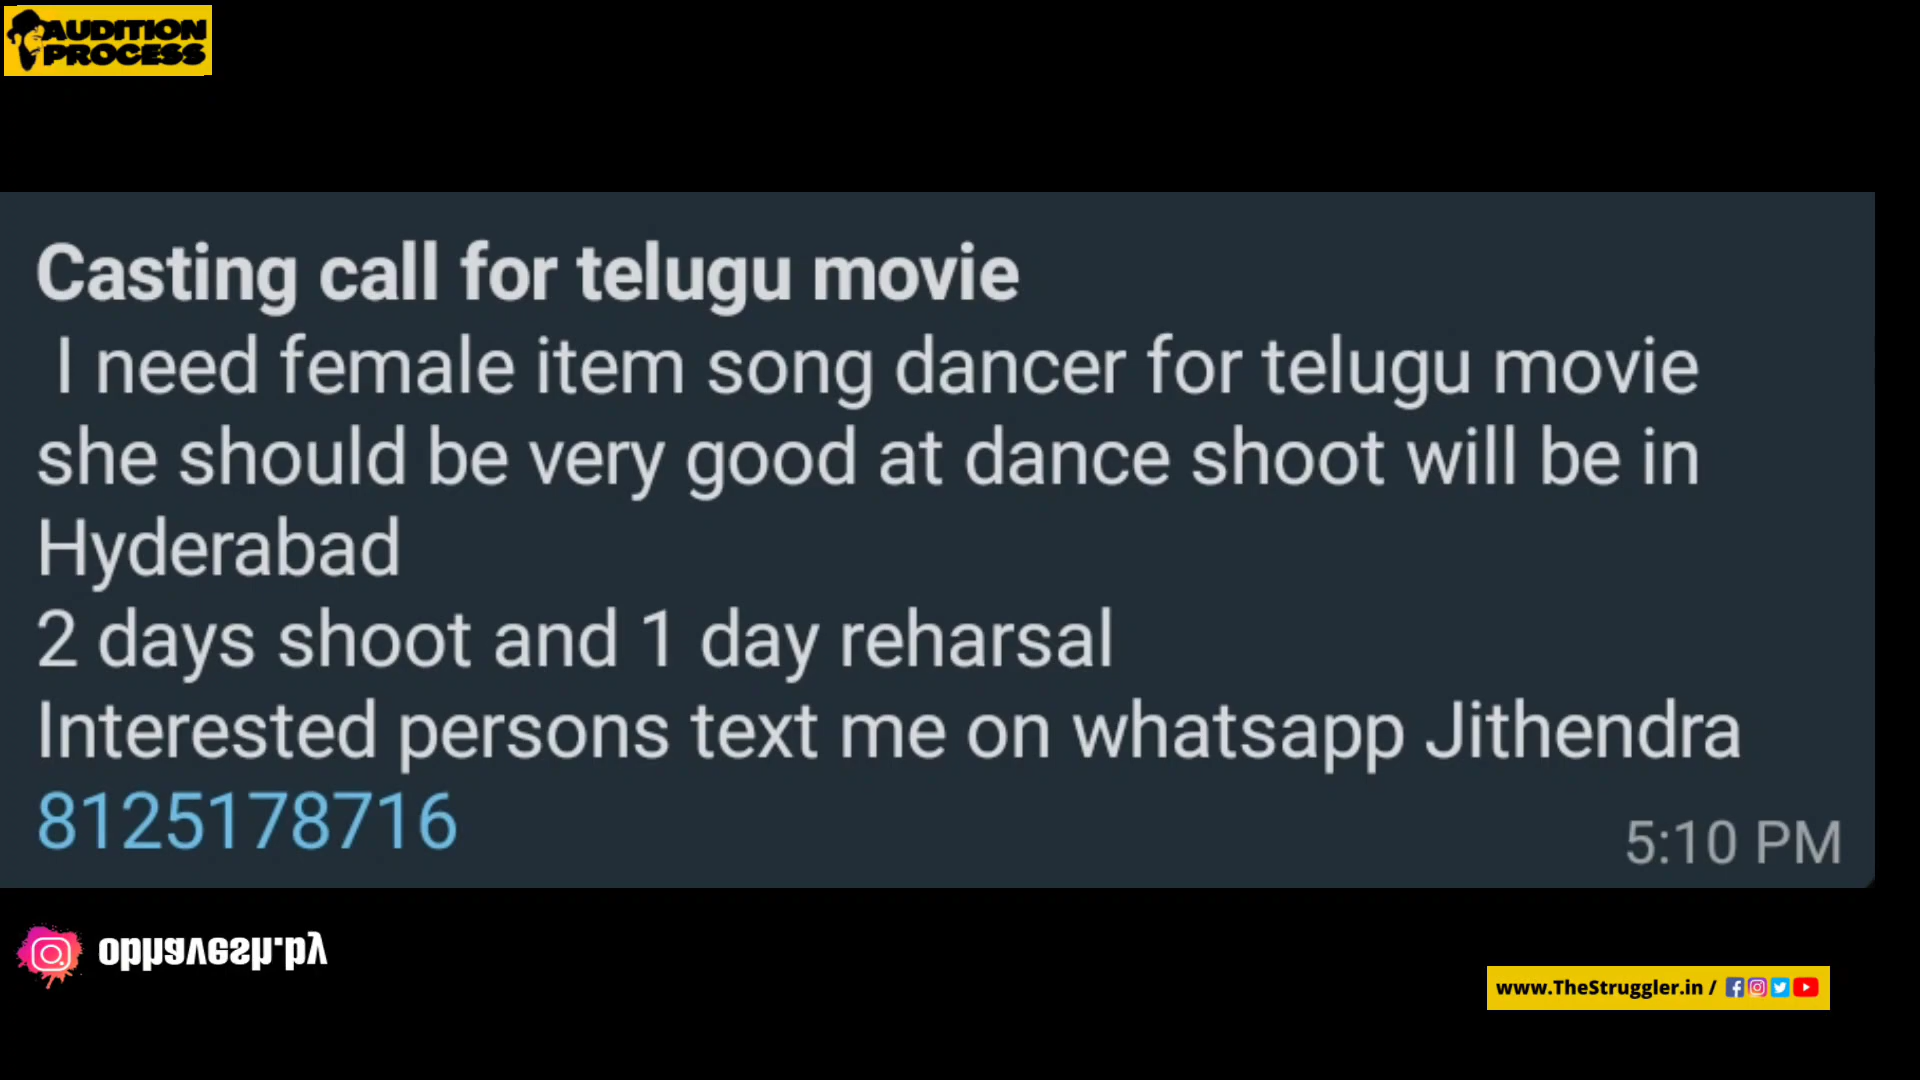 AUDITION
PROCESS
Casting call for telugu movie
I need female item song dancer for telugu movie
she should be very good at dance shoot will be in
Hyderabad
2 days shoot and 1 day reharsal
Interested persons text me on whatsapp Jithendra
8125178716
5:10 PM
www.TheStruggler.in /